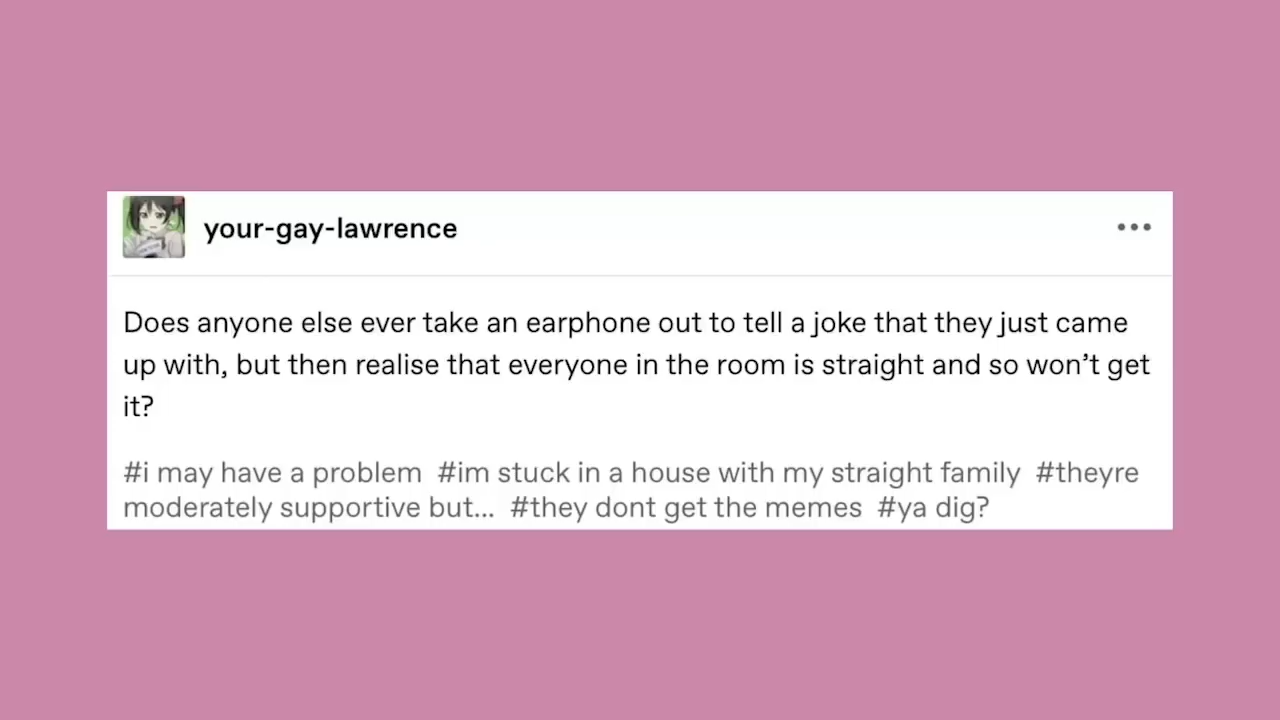 your-gay-lawrence
Does anyone else ever take an earphone out to tell a joke that they just came
up with, but then realise that everyone in the room is straight and so won’t get
it?
#i may have a problem #im stuck in a house with my straight family #theyre
moderately supportive but... #they dont get the memes #ya dig?